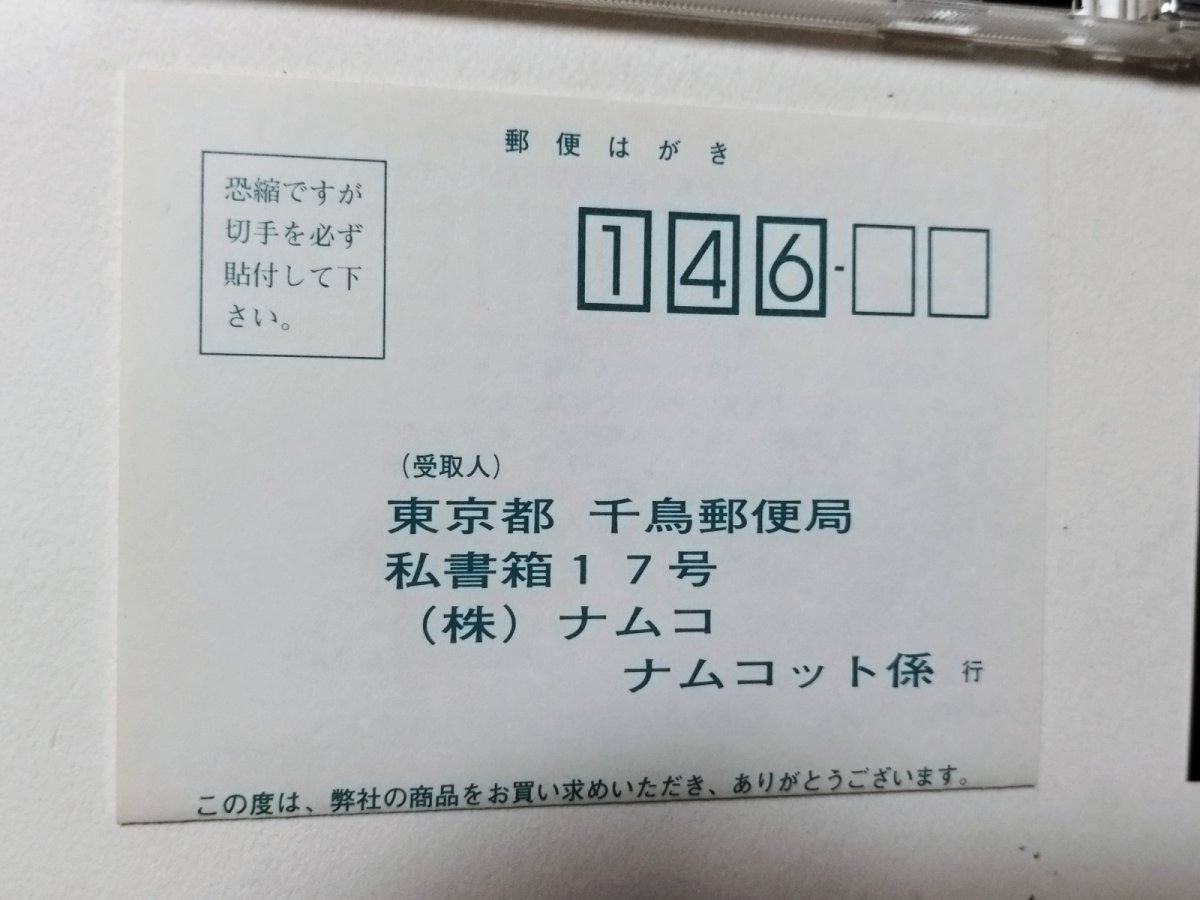 郵便はがき
恐縮ですが
切手を必ず
貼付して下
さい。
146-
(受取人)
東京都 千鳥郵便局
私書箱17号
(株)ナムコ
ナムコット係 行
この度は、弊社の商品をお買い求めいただき、ありがとうございます。